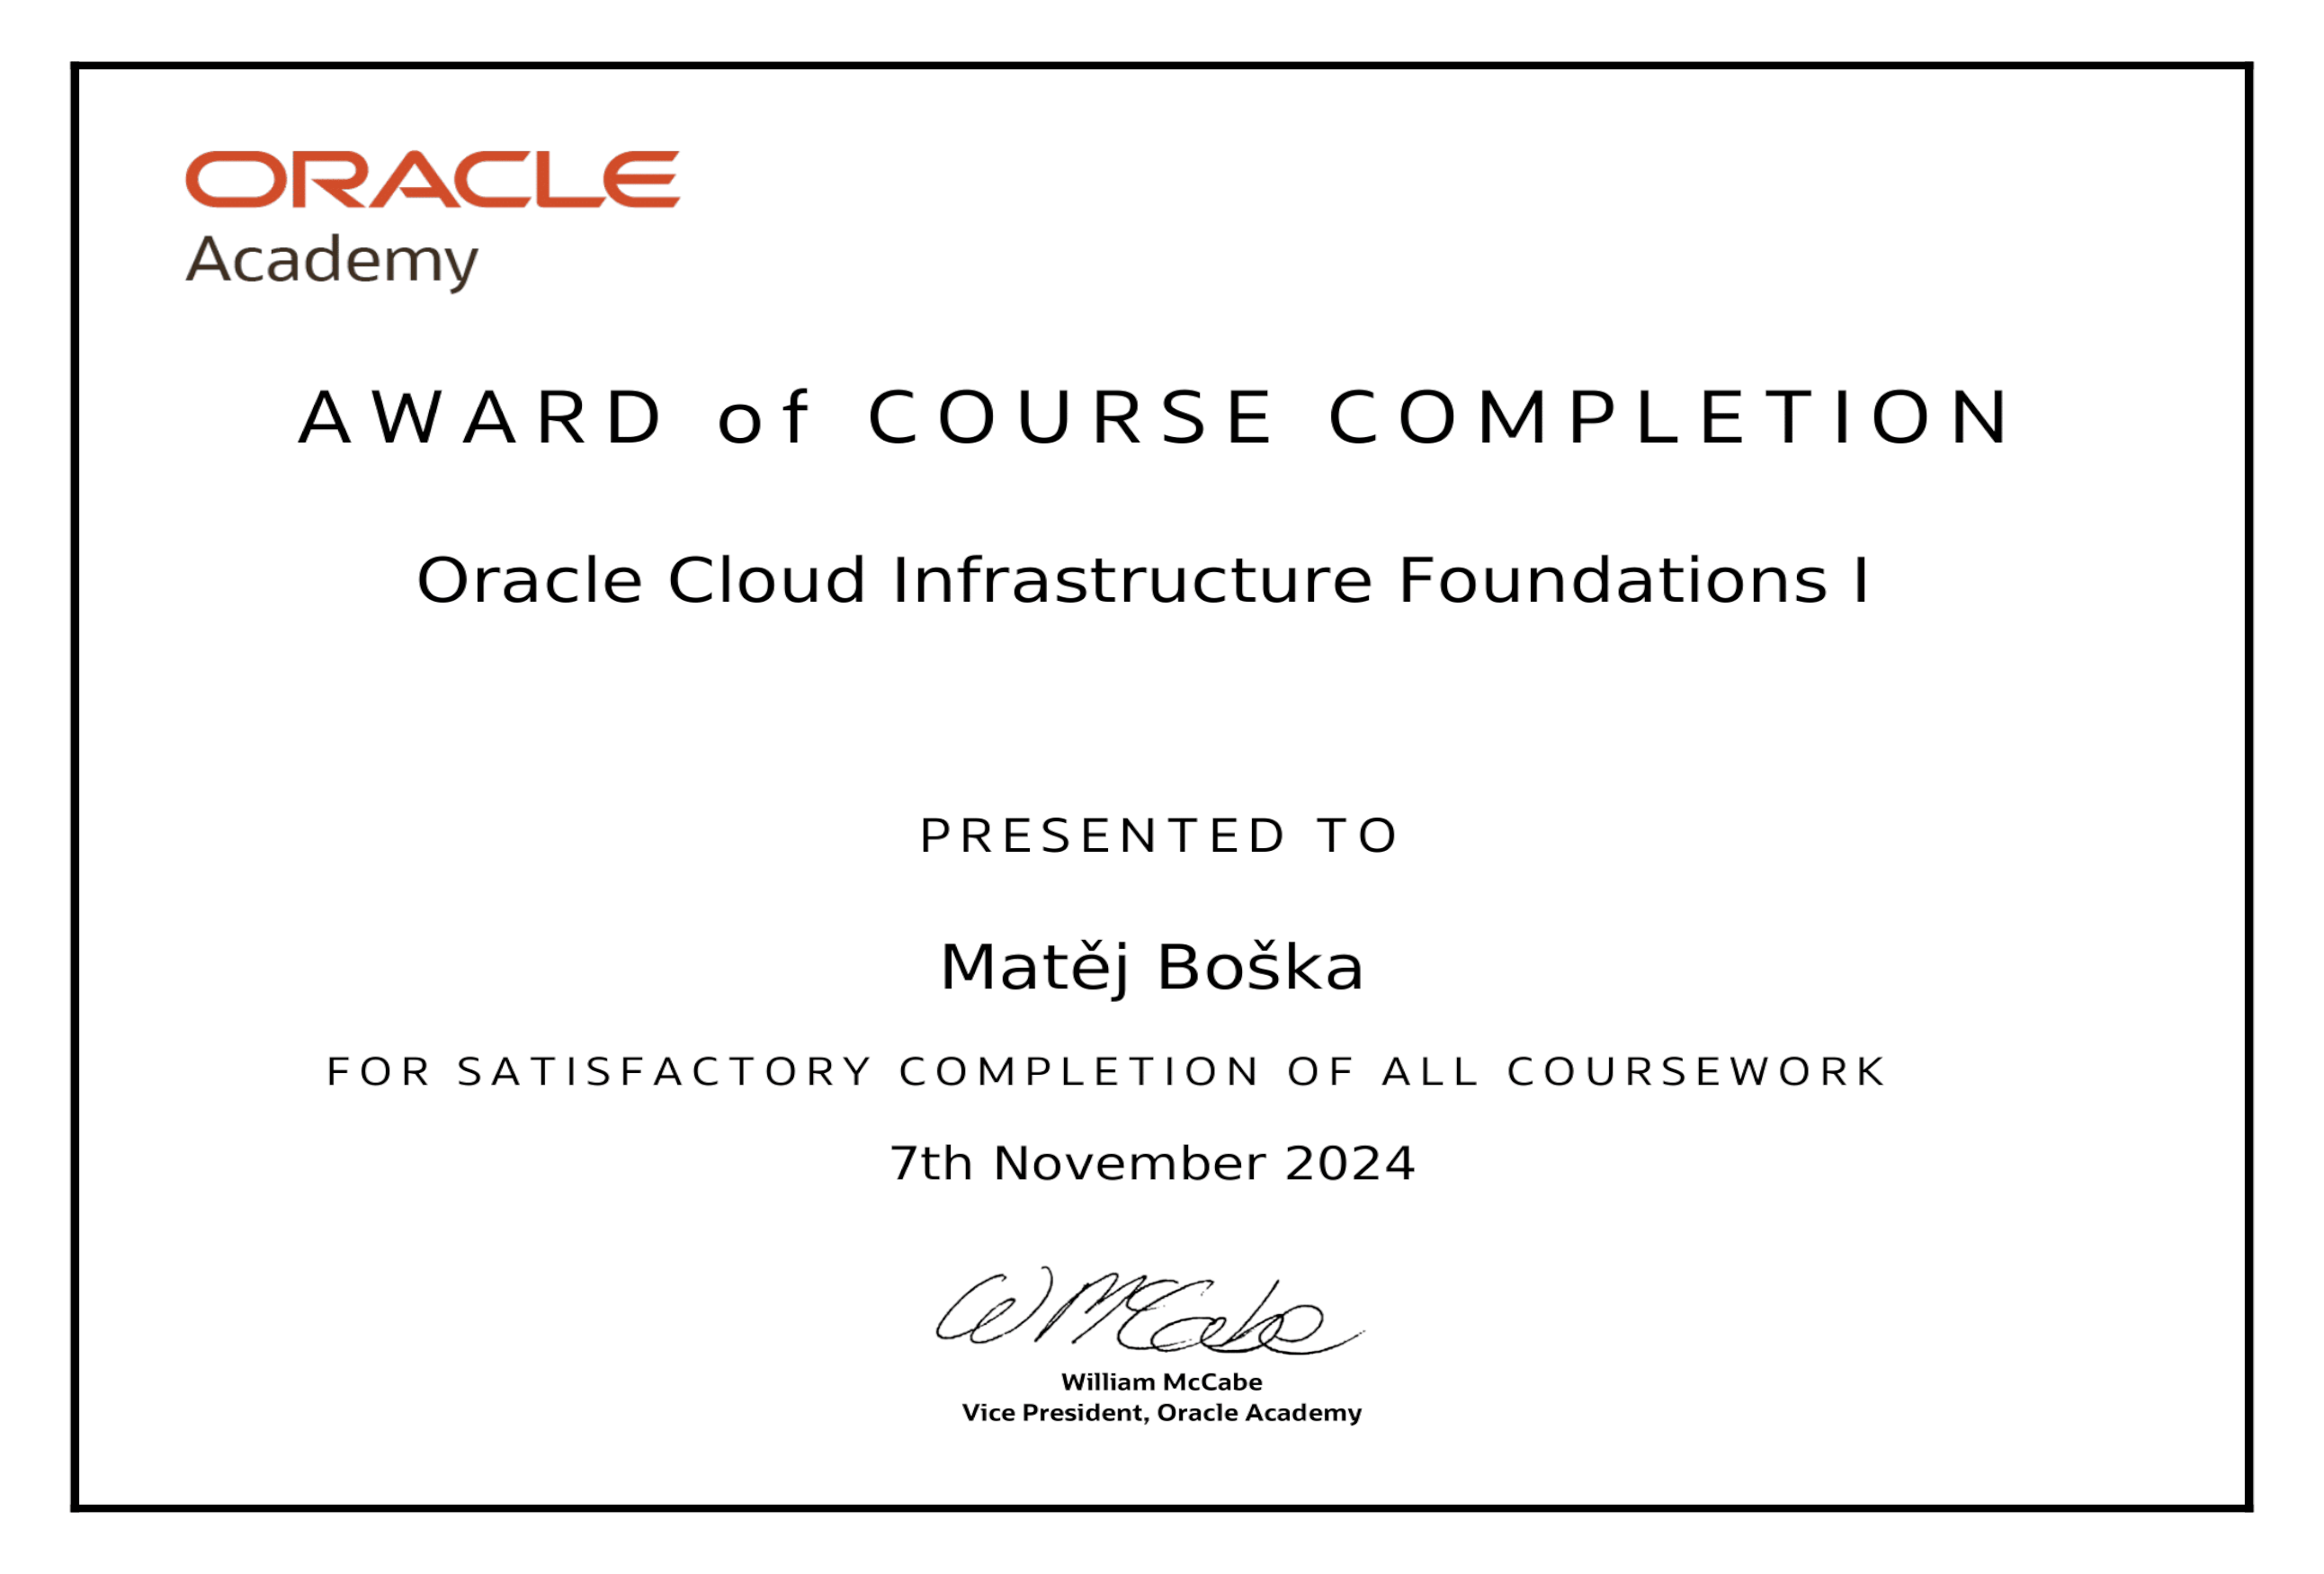 ORACLE
Academy
AWARD of COURSE COMPLETION
Oracle Cloud Infrastructure Foundations I
PRESENTED TO
Matěj Boška
FOR SATISFACTORY COMPLETION OF ALL COURSEWORK
7th November 2024
W McCabe
William McCabe
Vice President, Oracle Academy